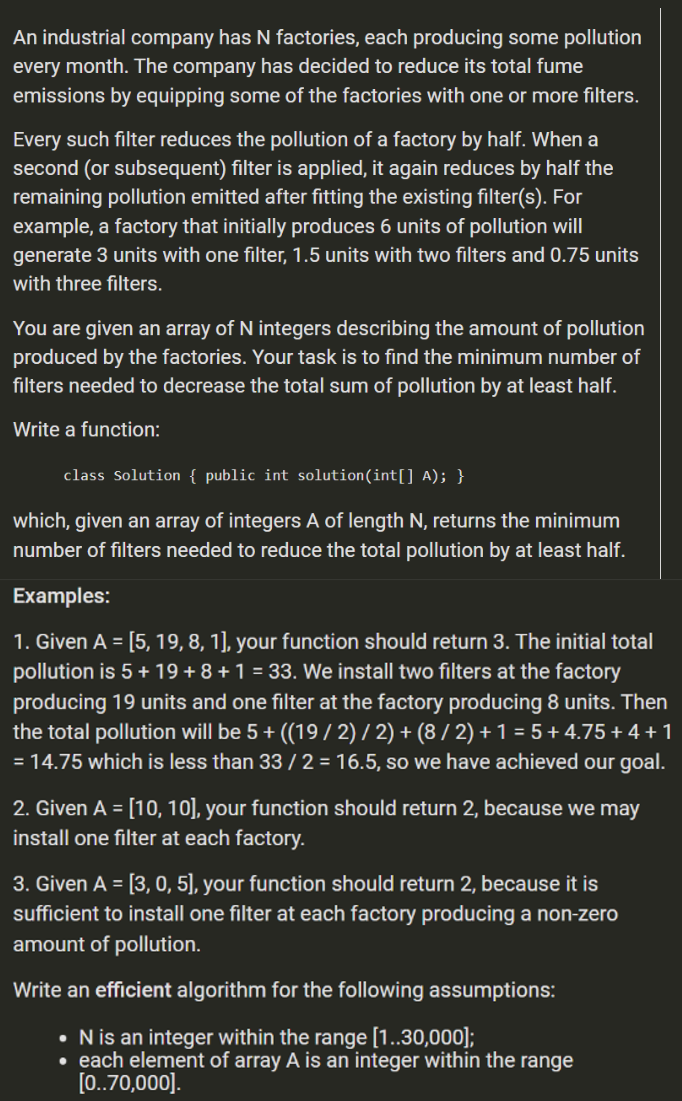 An industrial company has N factories, each producing some pollution
every month. The company has decided to reduce its total fume
emissions by equipping some of the factories with one or more filters.
Every such filter reduces the pollution of a factory by half. When a
second (or subsequent) filter is applied, it again reduces by half the
remaining pollution emitted after fitting the existing filter(s). For
example, a factory that initially produces 6 units of pollution will
generate 3 units with one filter, 1.5 units with two filters and 0.75 units
with three filters.
You are given an array of N integers describing the amount of pollution
produced by the factories. Your task is to find the minimum number of
filters needed to decrease the total sum of pollution by at least half.
Write a function:
class Solution { public int solution(int[] A); }
which, given an array of integers A of length N, returns the minimum
number of filters needed to reduce the total pollution by at least half.
Examples:
1. Given A = [5, 19, 8, 1], your function should return 3. The initial total
pollution is 5 + 19 + 8 + 1 = 33. We install two filters at the factory
producing 19 units and one filter at the factory producing 8 units. Then
the total pollution will be 5 + ((19 / 2) / 2) + (8 / 2) + 1 = 5 + 4.75 + 4 + 1
= 14.75 which is less than 33 / 2 = 16.5, so we have achieved our goal.
2. Given A = [10, 10], your function should return 2, because we may
install one filter at each factory.
3. Given A = [3, 0, 5], your function should return 2, because it is
sufficient to install one filter at each factory producing a non-zero
amount of pollution.
Write an efficient algorithm for the following assumptions:
• N is an integer within the range [1..30,000];
• each element of array A is an integer within the range
[0..70,000].